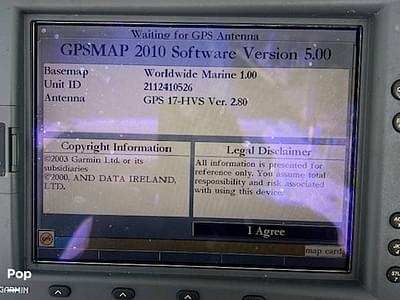 Waiting for GPS Antenna
GPSMAP 2010 Software Version 5.00
Basemap Worldwide Marine 1.00
Unit ID 2112410526
Antenna GPS 17-HVS Ver. 2.80
Copyright Information
©2003 Garmin Ltd. or its
subsidiaries
©2000, AND DATA IRELAND,
LTD.
Legal Disclaimer
All information is presented for
reference only. You assume total
responsibility and risk associated
with using this device.
I Agree
map card
Pop
GARMIN